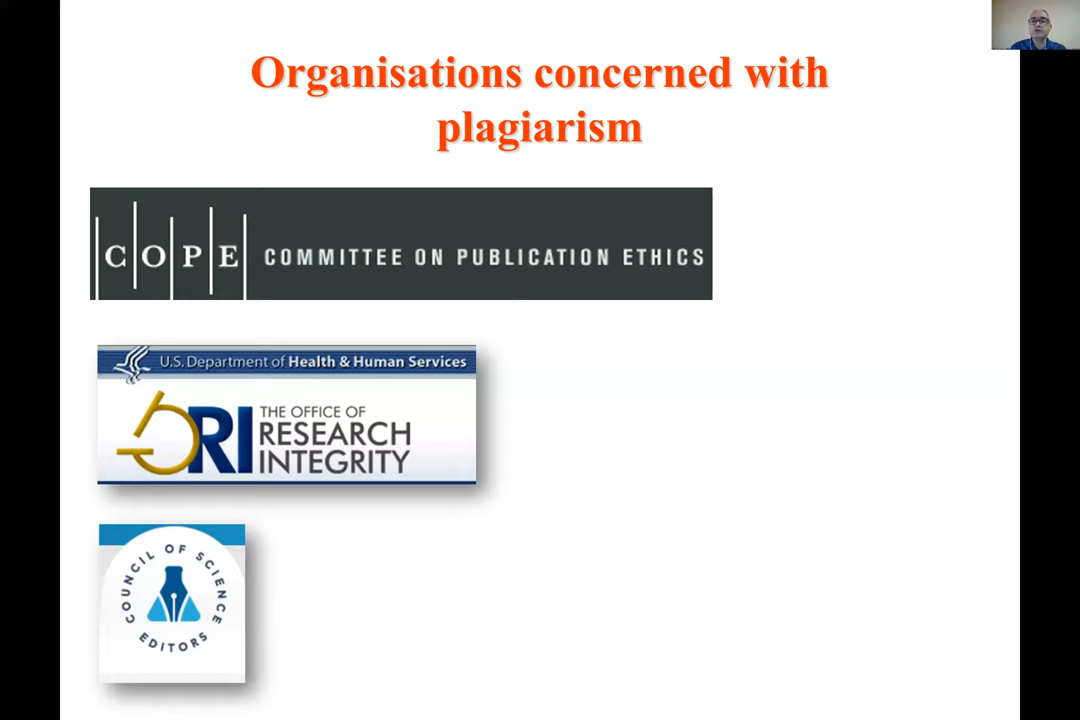 Organisations concerned with
plagiarism
COPE COMMITTEE ON PUBLICATION ETHICS
U.S. Department of Health & Human Services
ORI THE OFFICE OF
RESEARCH
INTEGRITY
COUNCIL OF SCIENCE
EDITORS